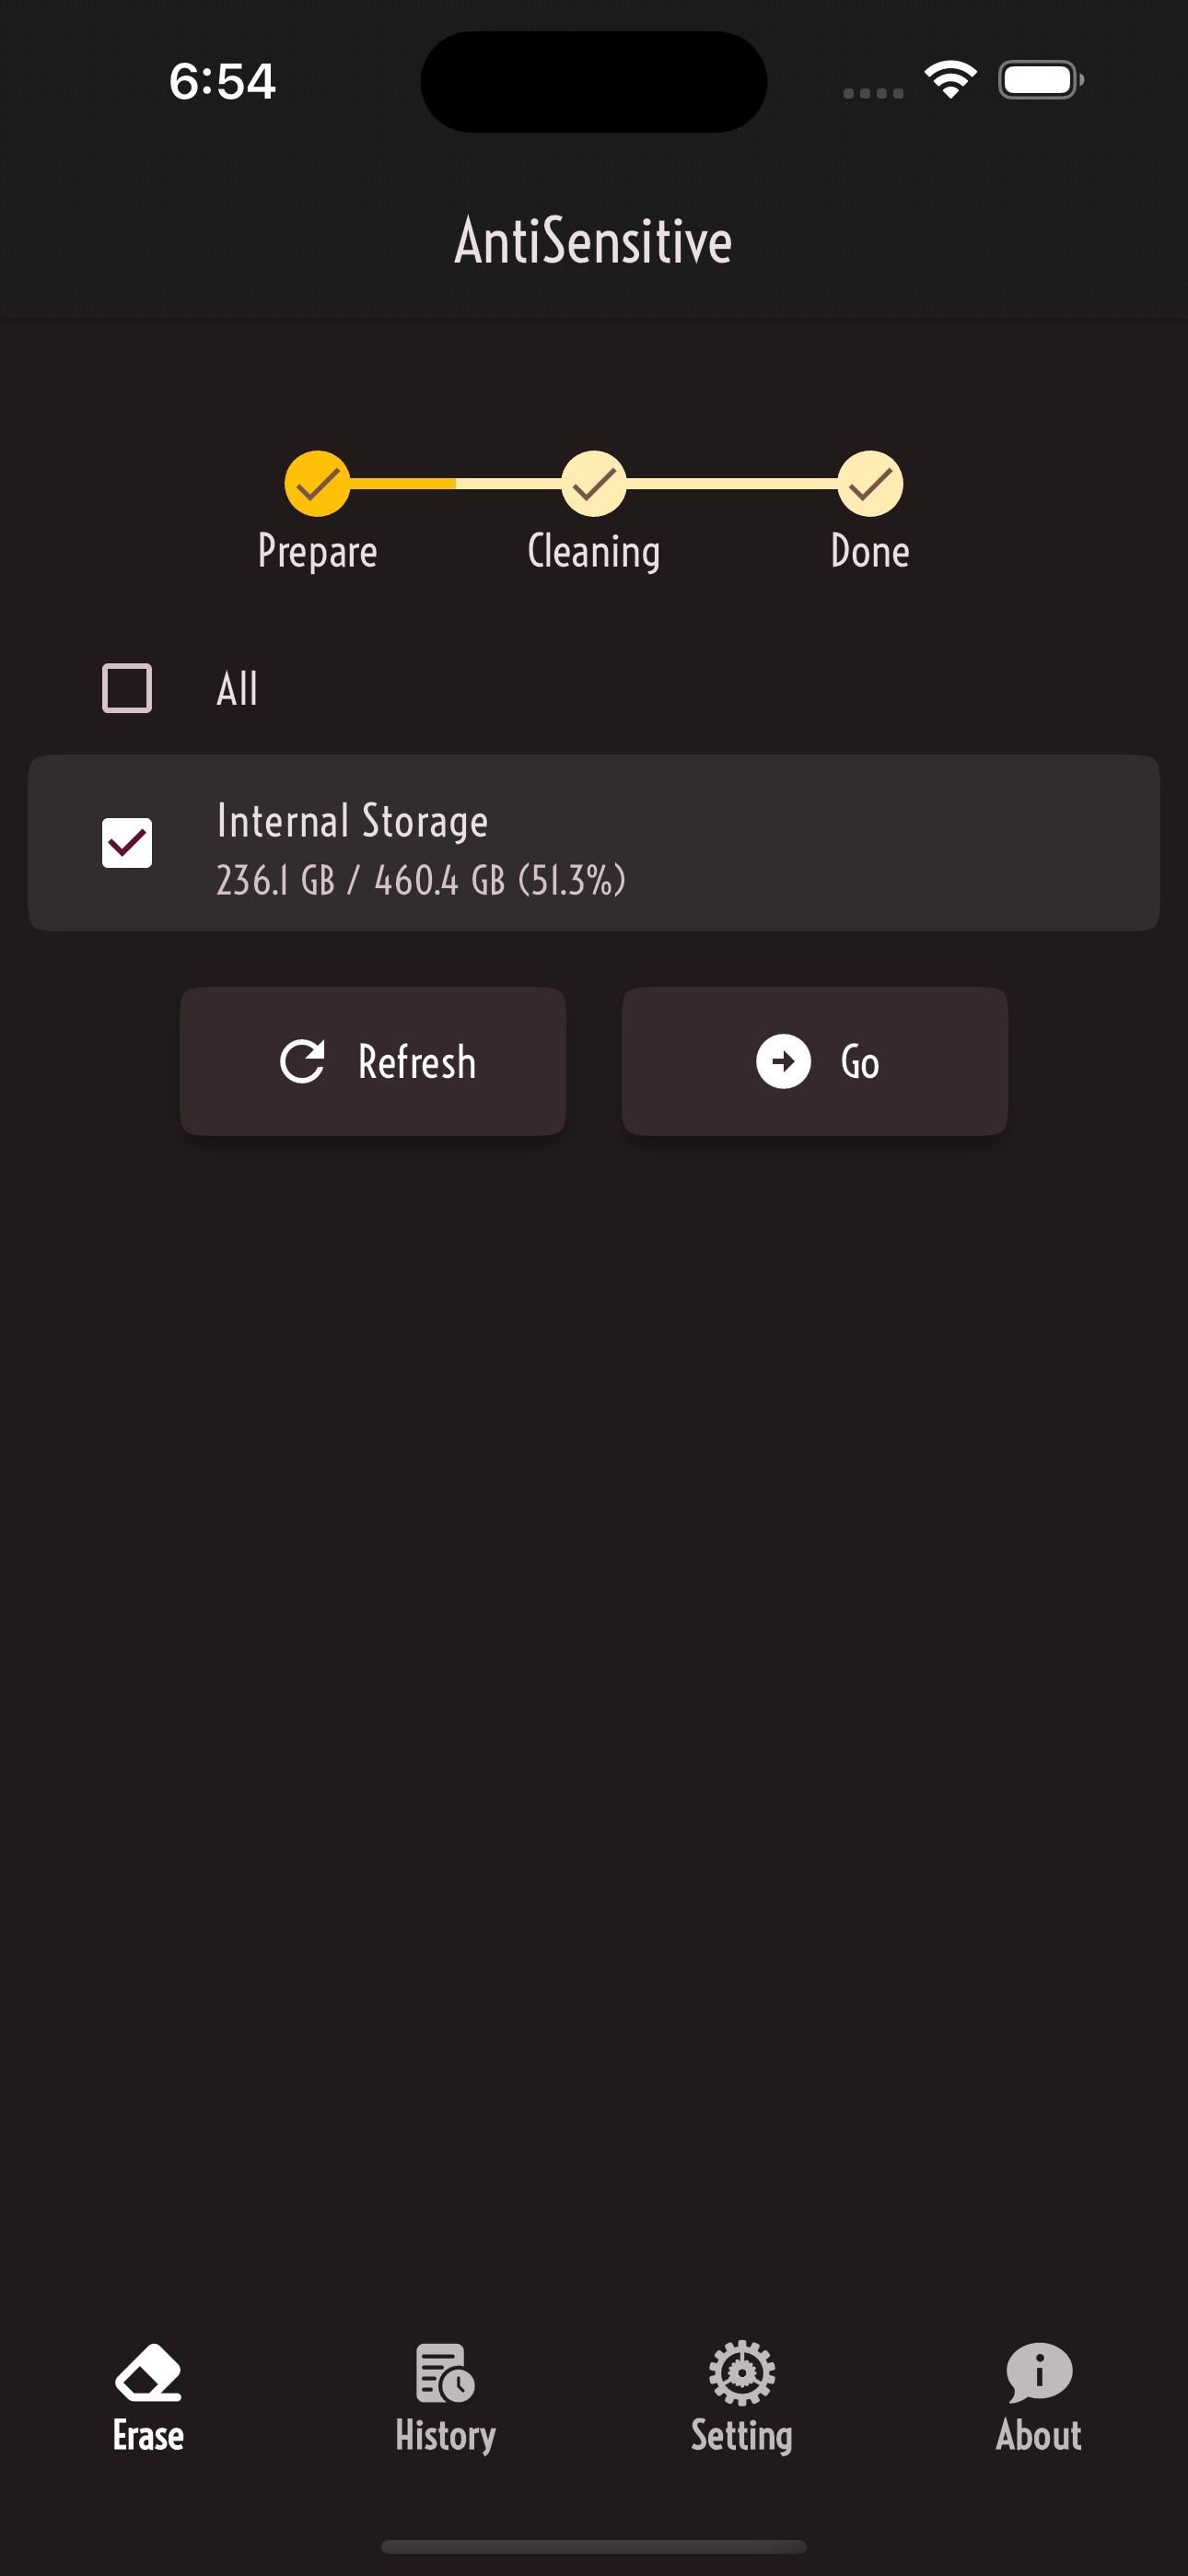 6:54
AntiSensitive
Prepare
Cleaning
Done
All
Internal Storage
236.1 GB / 460.4 GB (51.3%)
Refresh
Go
Erase
History
Setting
About